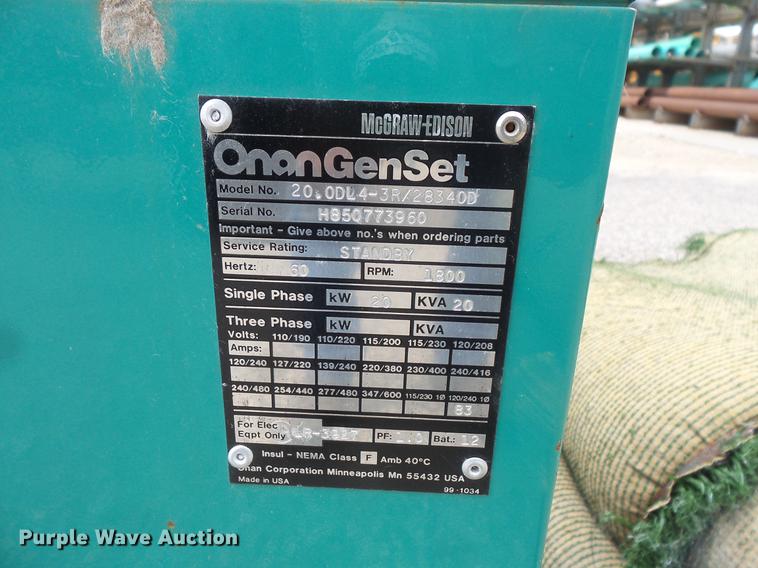 McGRAW-EDISON
Onan GenSet
Model No. 20.0DL4-3R/28340D
Serial No. H850773960
Important - Give above no.'s when ordering parts
Service Rating: STANDBY
Hertz: 60 RPM: 1800
Single Phase kW 20 KVA 20
Three Phase kW KVA
Volts: 110/190 110/220 115/200 115/230 120/208
Amps:
120/240 127/220 139/240 220/380 230/400 240/416
240/480 254/440 277/480 347/600 115/230 1Ø 120/240 1Ø
83
For Elec
Eqpt Only PF: 1.0 Bat.: 12
Insul - NEMA Class F Amb 40°C
Onan Corporation Minneapolis Mn 55432 USA
Made in USA 99-1034
Purple Wave Auction